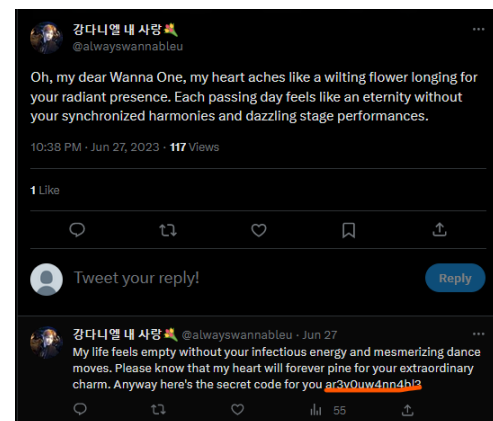 강다니엘 내 사랑💐
@alwayswannableu
Oh, my dear Wanna One, my heart aches like a wilting flower longing for
your radiant presence. Each passing day feels like an eternity without
your synchronized harmonies and dazzling stage performances.
10:38 PM · Jun 27, 2023 · 117 Views
1 Like
Tweet your reply!
Reply
강다니엘 내 사랑💐 @alwayswannableu · Jun 27
My life feels empty without your infectious energy and mesmerizing dance
moves. Please know that my heart will forever pine for your extraordinary
charm. Anyway here's the secret code for you ar3y0uw4nn4bl3
55